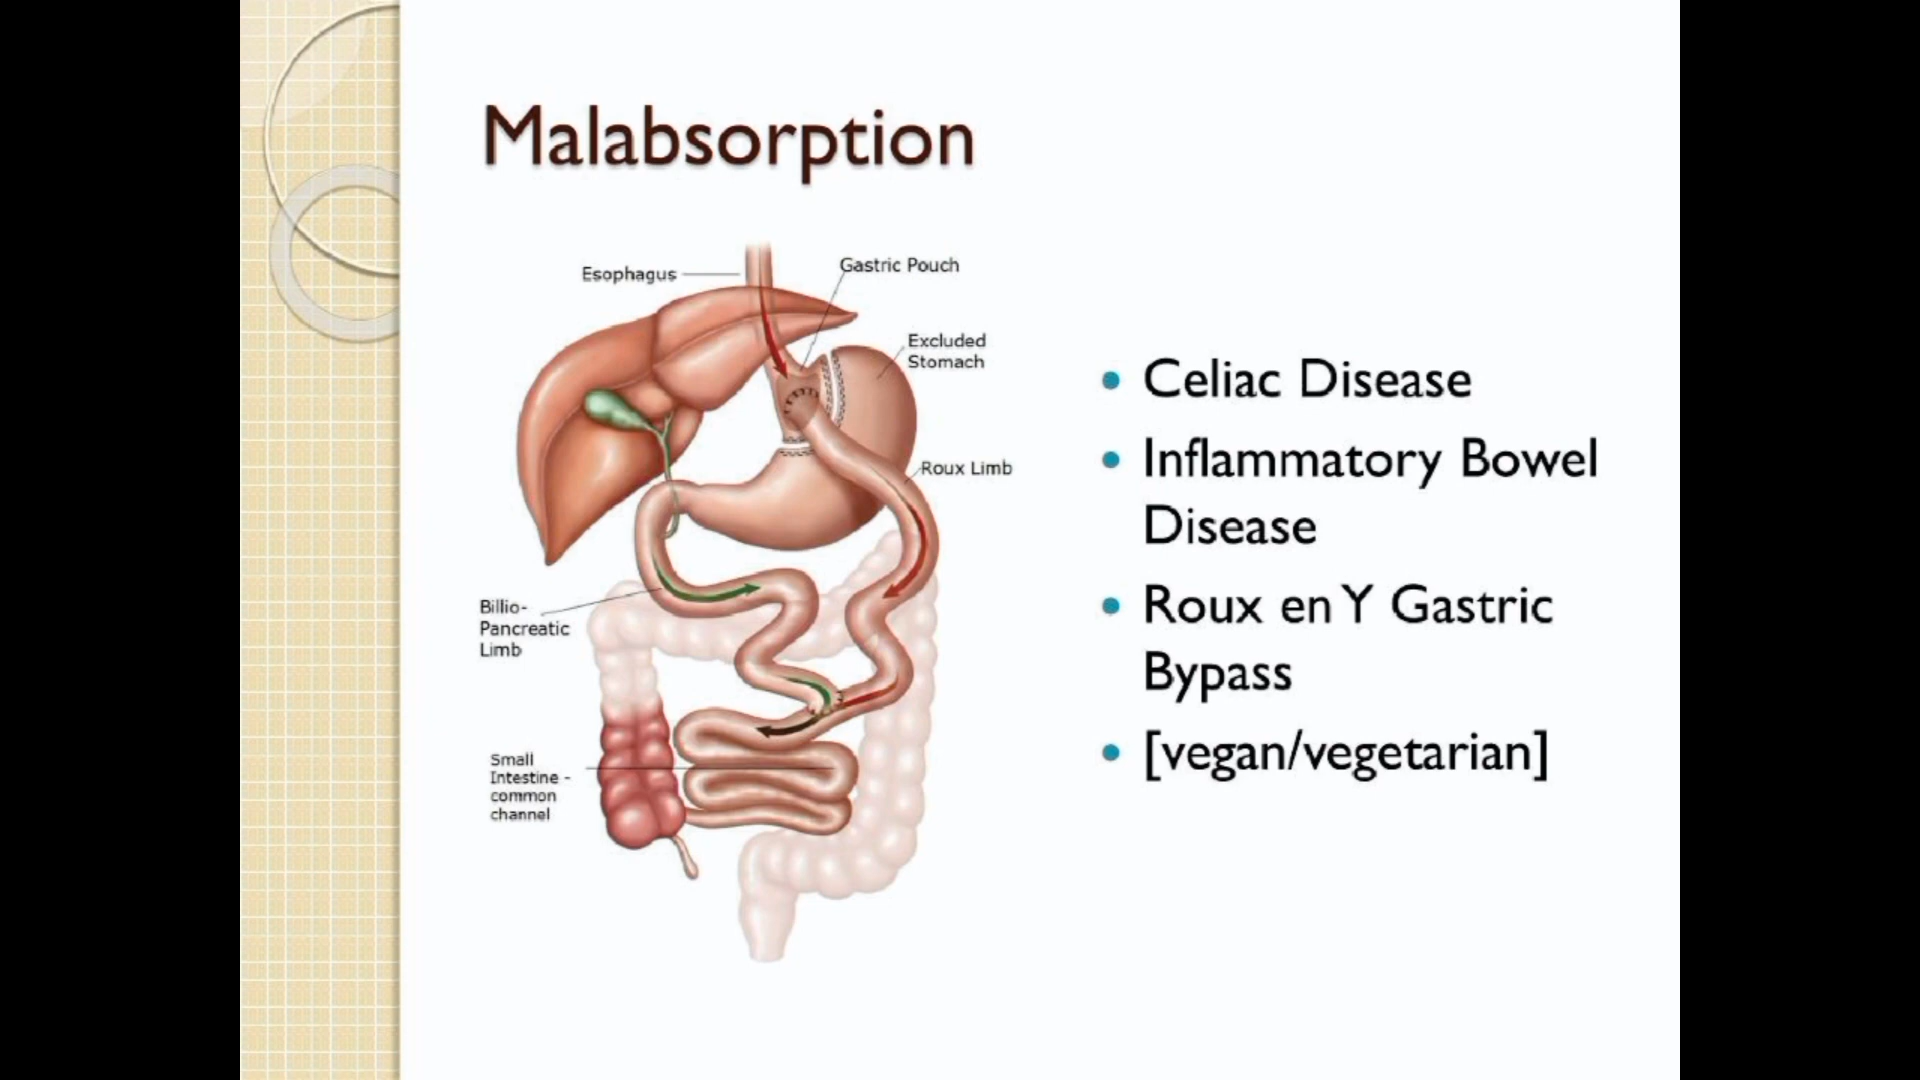 Malabsorption
Esophagus
Gastric Pouch
Excluded
Stomach
Roux Limb
Billio-
Pancreatic
Limb
Small
Intestine -
common
channel
• Celiac Disease
• Inflammatory Bowel
Disease
• Roux en Y Gastric
Bypass
• [vegan/vegetarian]